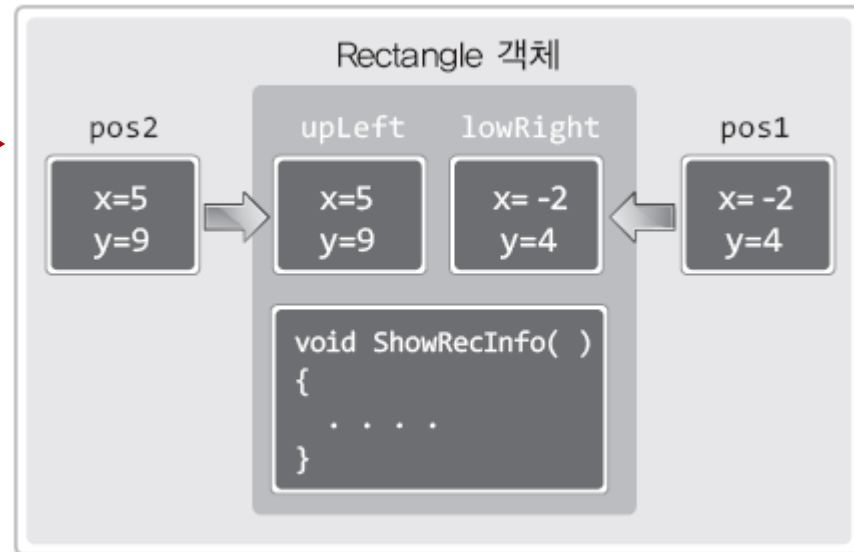 Rectangle 객체
pos2 upLeft lowRight pos1
x=5 x=5 x= -2 x= -2
y=9 y=9 y=4 y=4
void ShowRecInfo( )
{
. . . .
}